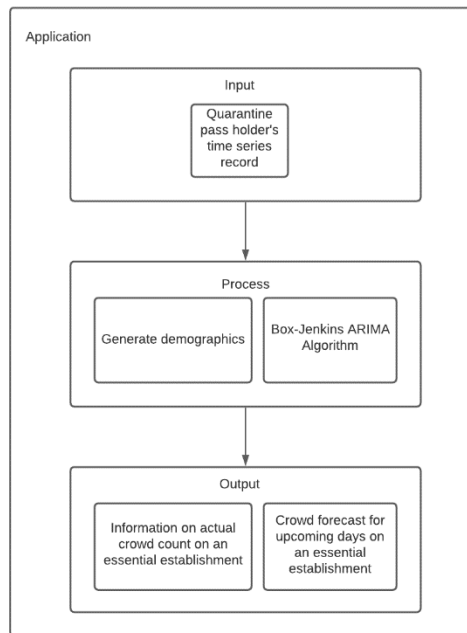 Application
Input
Quarantine
pass holder's
time series
record
Process
Generate demographics
Box-Jenkins ARIMA
Algorithm
Output
Information on actual
crowd count on an
essential establishment
Crowd forecast for
upcoming days on
an essential
establishment